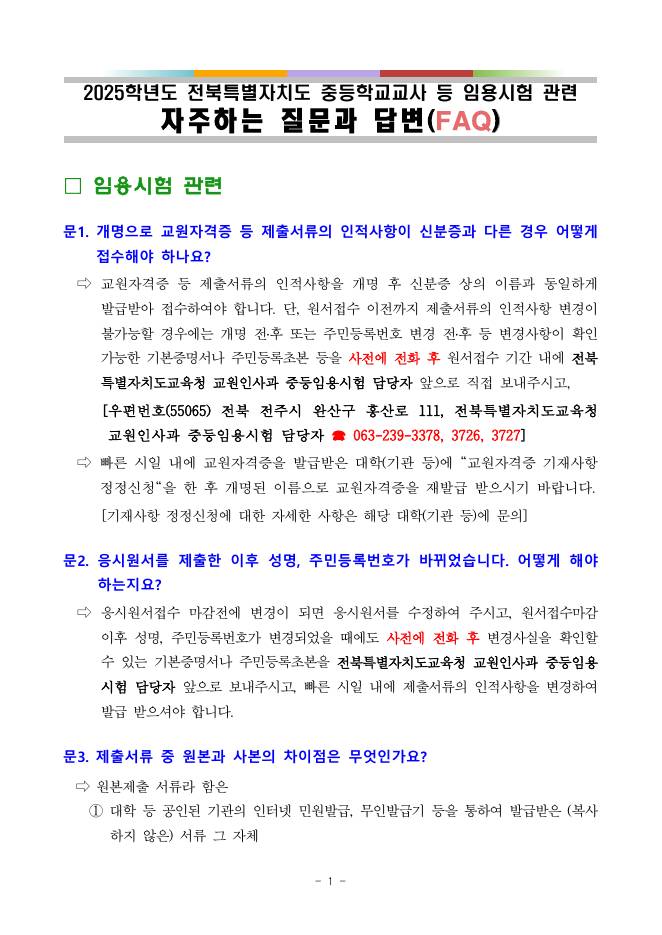 2025학년도 전북특별자치도 중등학교교사 등 임용시험 관련
자주하는 질문과 답변(FAQ)
□ 임용시험 관련
문1. 개명으로 교원자격증 등 제출서류의 인적사항이 신분증과 다른 경우 어떻게
접수해야 하나요?
⇨ 교원자격증 등 제출서류의 인적사항을 개명 후 신분증 상의 이름과 동일하게
발급받아 접수하여야 합니다. 단, 원서접수 이전까지 제출서류의 인적사항 변경이
불가능할 경우에는 개명 전·후 또는 주민등록번호 변경 전·후 등 변경사항이 확인
가능한 기본증명서나 주민등록초본 등을 사전에 전화 후 원서접수 기간 내에 전북
특별자치도교육청 교원인사과 중등임용시험 담당자 앞으로 직접 보내주시고,
[우편번호(55065) 전북 전주시 완산구 홍산로 111, 전북특별자치도교육청
교원인사과 중등임용시험 담당자 ☎ 063-239-3378, 3726, 3727]
⇨ 빠른 시일 내에 교원자격증을 발급받은 대학(기관 등)에 “교원자격증 기재사항
정정신청“을 한 후 개명된 이름으로 교원자격증을 재발급 받으시기 바랍니다.
[기재사항 정정신청에 대한 자세한 사항은 해당 대학(기관 등)에 문의]
문2. 응시원서를 제출한 이후 성명, 주민등록번호가 바뀌었습니다. 어떻게 해야
하는지요?
⇨ 응시원서접수 마감전에 변경이 되면 응시원서를 수정하여 주시고, 원서접수마감
이후 성명, 주민등록번호가 변경되었을 때에도 사전에 전화 후 변경사실을 확인할
수 있는 기본증명서나 주민등록초본을 전북특별자치도교육청 교원인사과 중등임용
시험 담당자 앞으로 보내주시고, 빠른 시일 내에 제출서류의 인적사항을 변경하여
발급 받으셔야 합니다.
문3. 제출서류 중 원본과 사본의 차이점은 무엇인가요?
⇨ 원본제출 서류라 함은
① 대학 등 공인된 기관의 인터넷 민원발급, 무인발급기 등을 통하여 발급받은 (복사
하지 않은) 서류 그 자체
- 1 -